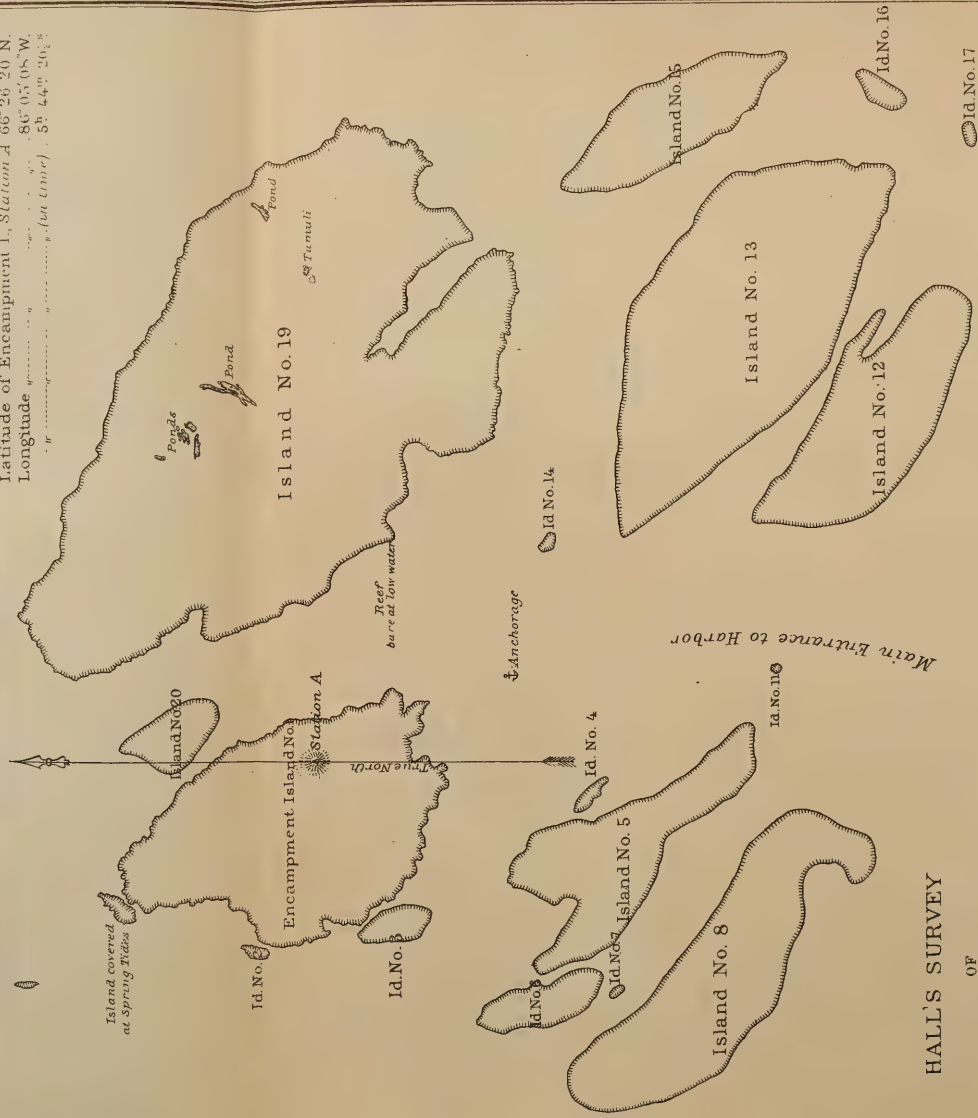 Latitude of Encampment 1, Station A 66° 26' 20 N.
Longitude 86° 05' 08" W.
(in time) 5h 44m
Island covered
at Spring Tides
Island No. 20
Encampment Island No.
Station A
True North
Id. No.
Id. No. 3
Ponds
Pond
Pond
Tumuli
Island No. 19
Reef
bare at low water
Anchorage
Id No. 14
Id. No. 4
Island No. 5
Id. No.
Id. No. 7
Island No. 8
Id. No. 11
Main Entrance to Harbor
Island No. 12
Island No. 13
Island No. 15
Id. No. 16
Id. No. 17
HALL'S SURVEY
OF